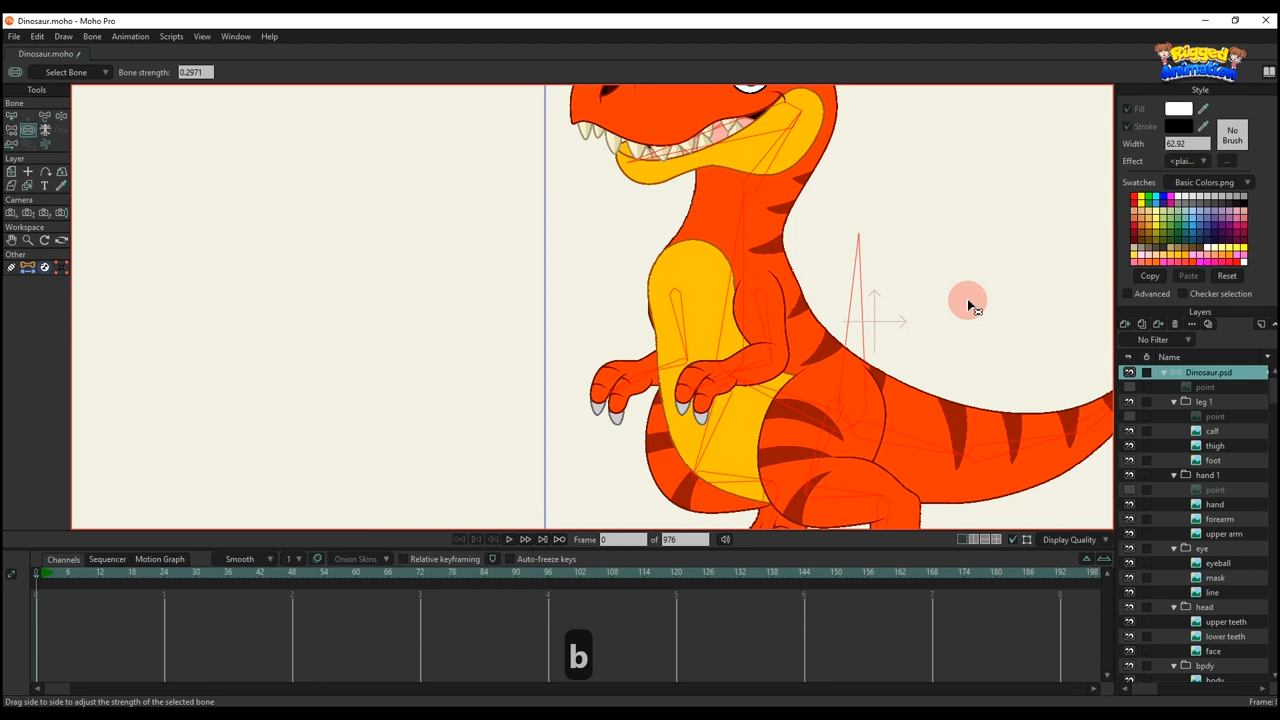 Dinosaur.moho - Moho Pro
File Edit Draw Bone Animation Scripts View Window Help
Dinosaur.moho
Rigged Animation
Select Bone Bone strength: 0.2971
Tools
Bone
Layer
Camera
Workspace
Other
Style
Fill
Stroke
No Brush
Width 62.92
Effect <plai...
Swatches Basic Colors.png
Copy Paste Reset
Advanced Checker selection
Layers
No Filter
Name
Dinosaur.psd
point
leg 1
point
calf
thigh
foot
hand 1
point
hand
forearm
upper arm
eye
eyeball
mask
line
head
upper teeth
lower teeth
face
bpdy
body
Frame 0 of 976 Display Quality
Channels Sequencer Motion Graph Smooth 1 Onion Skins Relative keyframing Auto-freeze keys
0 6 12 18 24 30 36 42 48 54 60 66 72 78 84 90 96 102 108 114 120 126 132 138 144 150 156 162 168 174 180 186 192 198
0 1 2 3 4 5 6 7 8
b
Drag side to side to adjust the strength of the selected bone
Frame: